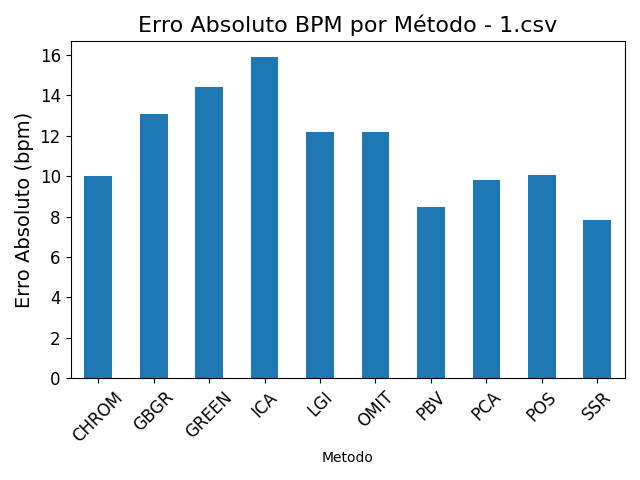 Erro Absoluto BPM por Método - 1.csv
Erro Absoluto (bpm)
16
14
12
10
8
6
4
2
0
CHROM
GBGR
GREEN
ICA
LGI
OMIT
PBV
PCA
POS
SSR
Metodo